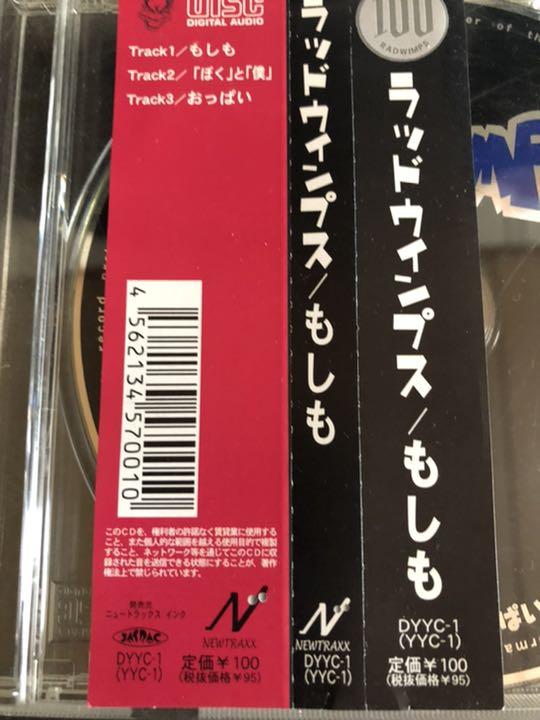 DISC
DIGITAL AUDIO
Track1/もしも
Track2/「ぼく」と「僕」
Track3/おっぱい
4 562134 570010
このCDを、権利者の許諾なく賃貸業に使用する
こと、また個人的な範囲を越える使用目的で複製
すること、ネットワーク等を通じてこのCDに収
録された音を送信できる状態にすることが、著作
権法上で禁じられています。
発売元
ニュートラックス インク
NEWTRAXX
DYYC-1
(YYC-1)
定価￥100
(税抜価格￥95)
ラッドウィンプス/もしも
NEWTRAXX
DYYC-1
(YYC-1)
100
RADWIMPS
ラッドウィンプス/もしも
DYYC-1
(YYC-1)
定価￥100
(税抜価格￥95)
er of th
record
ぱい